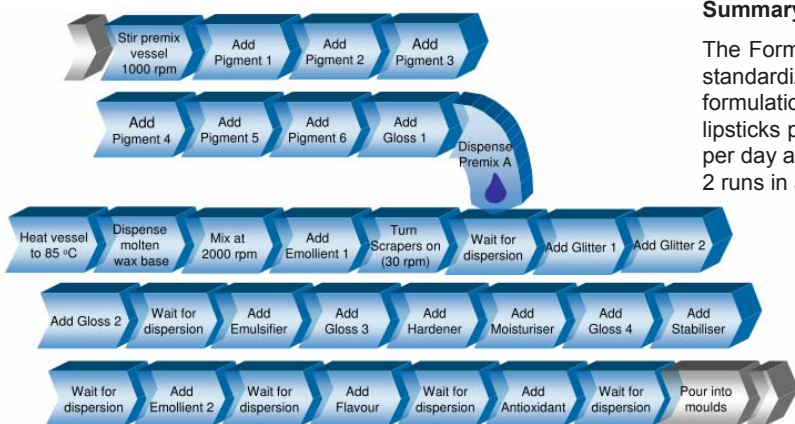 Stir premix
vessel
1000 rpm
Add
Pigment 1
Add
Pigment 2
Add
Pigment 3
Add
Pigment 4
Add
Pigment 5
Add
Pigment 6
Add
Gloss 1
Dispense
Premix A
Heat vessel
to 85 ºC
Dispense
molten
wax base
Mix at
2000 rpm
Add
Emollient 1
Turn
Scrapers on
(30 rpm)
Wait for
dispersion
Add Glitter 1
Add Glitter 2
Add Gloss 2
Wait for
dispersion
Add
Emulsifier
Add
Gloss 3
Add
Hardener
Add
Moisturiser
Add
Gloss 4
Add
Stabiliser
Wait for
dispersion
Add
Emollient 2
Wait for
dispersion
Add
Flavour
Wait for
dispersion
Add
Antioxidant
Wait for
dispersion
Pour into
moulds
Summary
The Form
standardiz
formulatio
lipsticks p
per day a
2 runs in